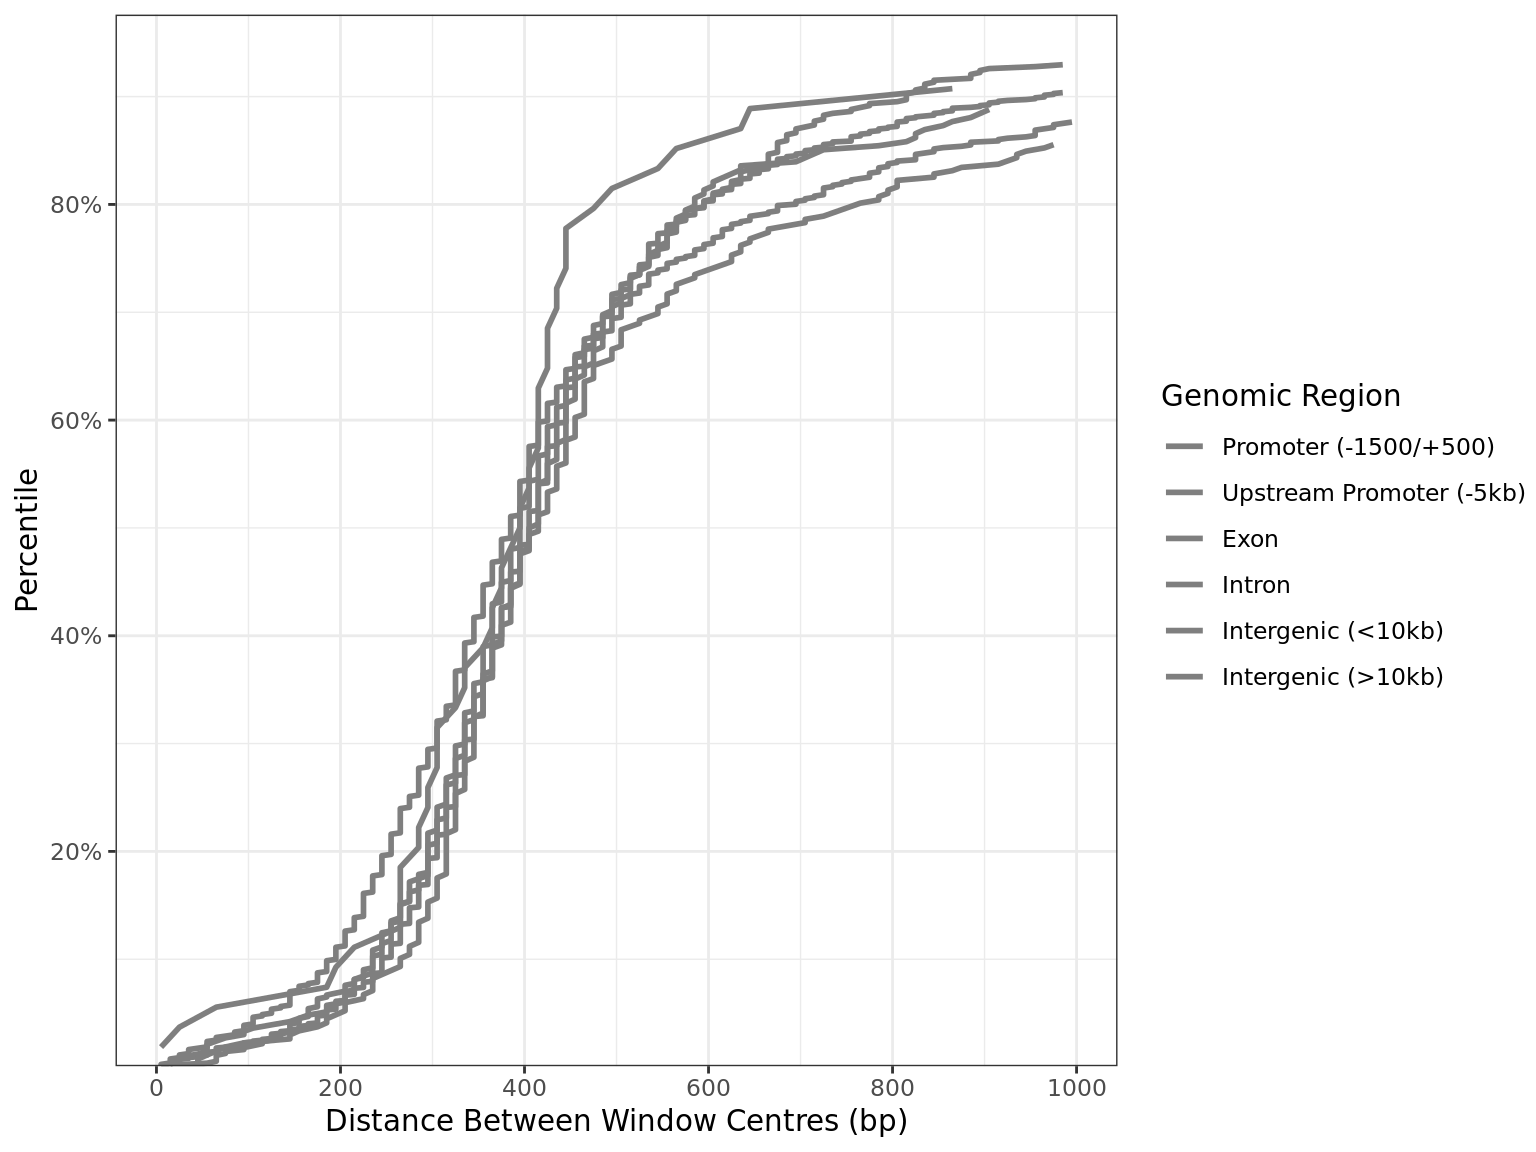 80%
60%
40%
20%
Percentile
0
200
400
600
800
1000
Distance Between Window Centres (bp)
Genomic Region
Promoter (-1500/+500)
Upstream Promoter (-5kb)
Exon
Intron
Intergenic (<10kb)
Intergenic (>10kb)